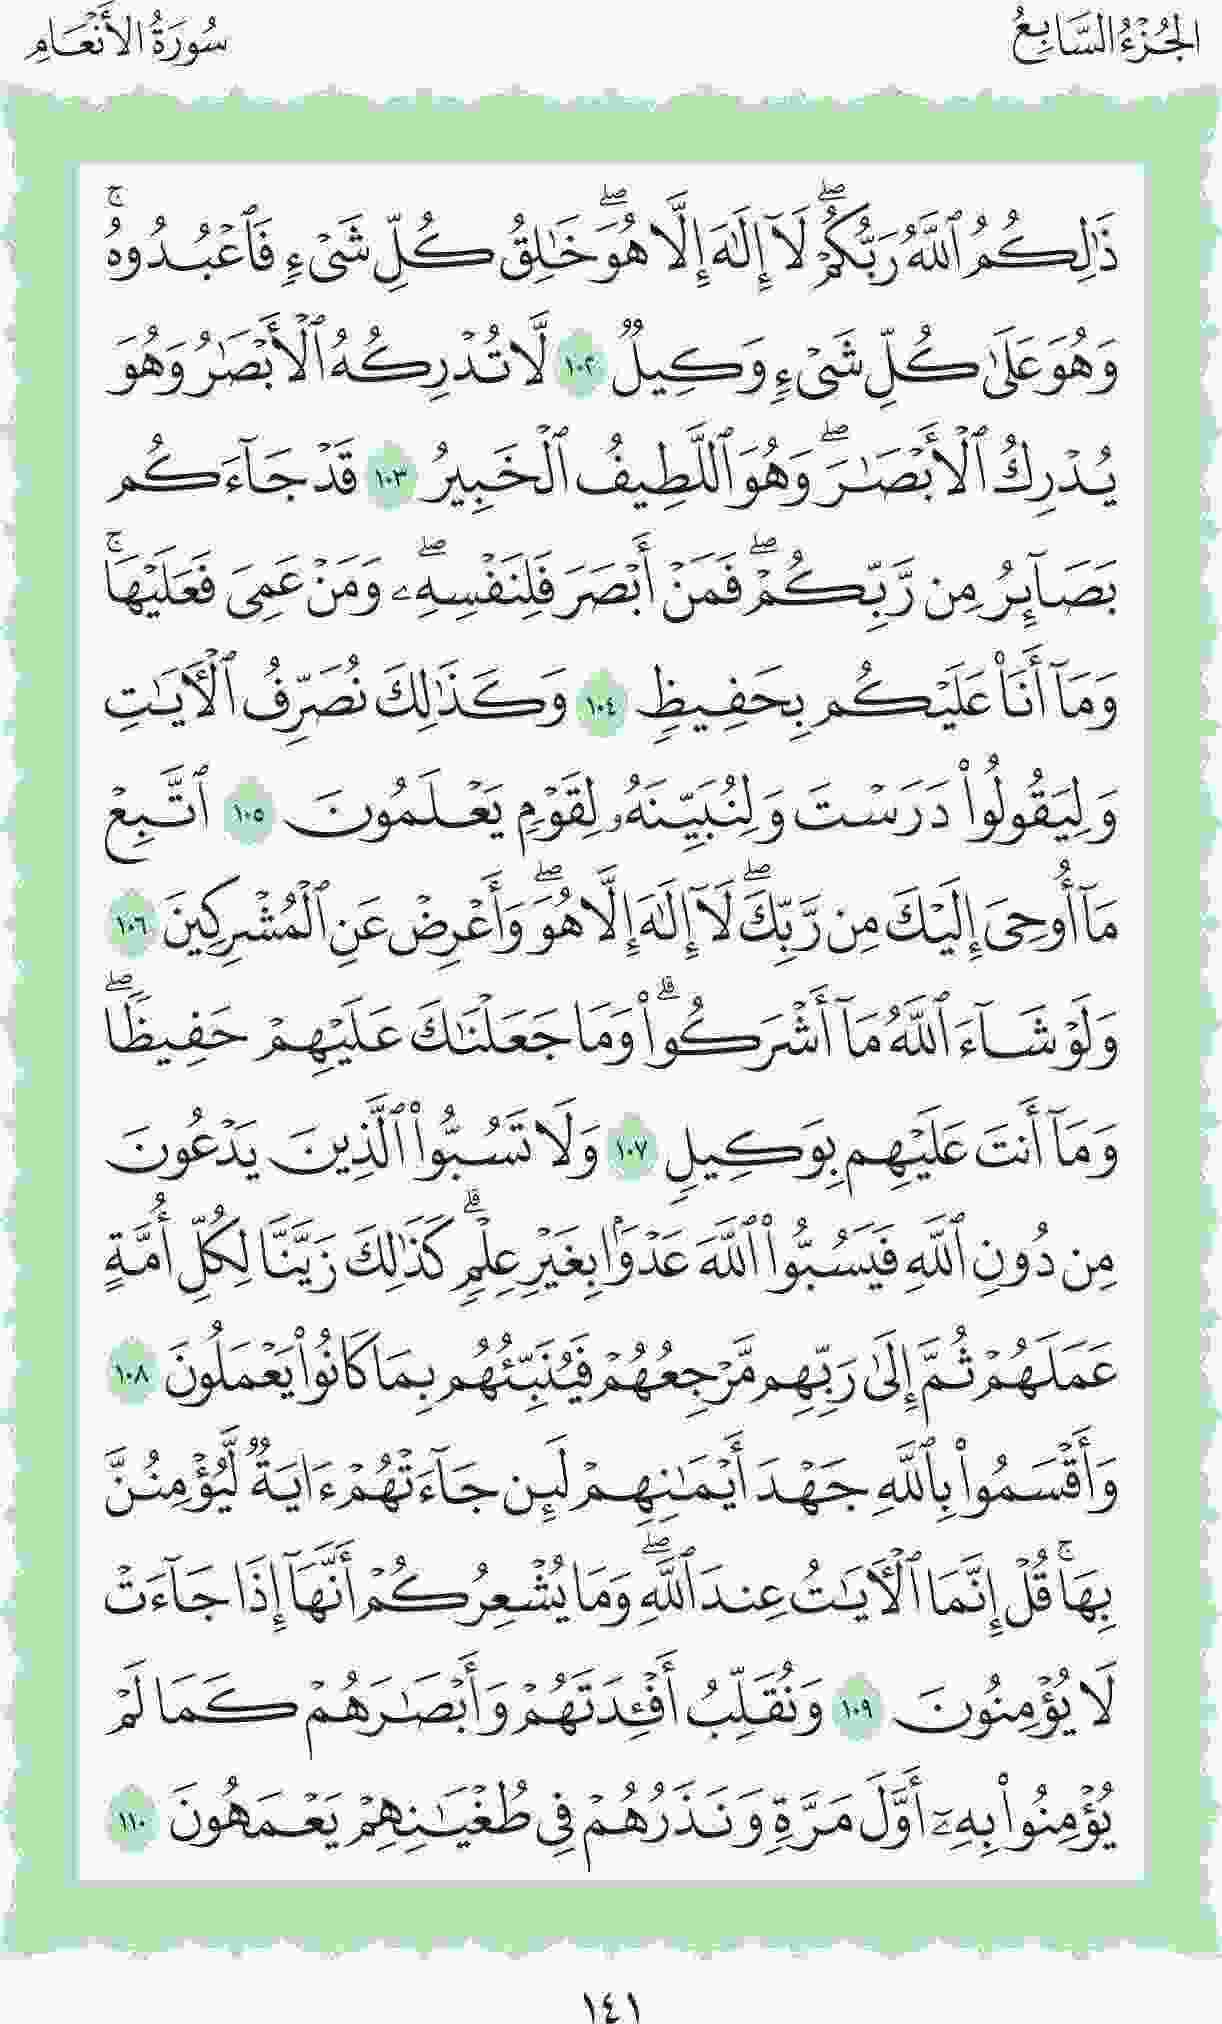 الجُزْءُ السَّابِعُ
سُورَةُ الأَنْعَامِ
ذَٰلِكُمُ ٱللَّهُ رَبُّكُمْۖ لَآ إِلَٰهَ إِلَّا هُوَۖ خَٰلِقُ كُلِّ شَىْءٍ فَٱعْبُدُوهُۚ
وَهُوَ عَلَىٰ كُلِّ شَىْءٍ وَكِيلٌ ١٠٢ لَّا تُدْرِكُهُ ٱلْأَبْصَٰرُ وَهُوَ
يُدْرِكُ ٱلْأَبْصَٰرَۖ وَهُوَ ٱللَّطِيفُ ٱلْخَبِيرُ ١٠٣ قَدْ جَآءَكُم
بَصَآئِرُ مِن رَّبِّكُمْۖ فَمَنْ أَبْصَرَ فَلِنَفْسِهِۦۖ وَمَنْ عَمِىَ فَعَلَيْهَاۚ
وَمَآ أَنَا۠ عَلَيْكُم بِحَفِيظٍ ١٠٤ وَكَذَٰلِكَ نُصَرِّفُ ٱلْءَايَٰتِ
وَلِيَقُولُوا۟ دَرَسْتَ وَلِنُبَيِّنَهُۥ لِقَوْمٍ يَعْلَمُونَ ١٠٥ ٱتَّبِعْ
مَآ أُوحِىَ إِلَيْكَ مِن رَّبِّكَۖ لَآ إِلَٰهَ إِلَّا هُوَۖ وَأَعْرِضْ عَنِ ٱلْمُشْرِكِينَ ١٠٦
وَلَوْ شَآءَ ٱللَّهُ مَآ أَشْرَكُوا۟ۗ وَمَا جَعَلْنَٰكَ عَلَيْهِمْ حَفِيظًاۖ
وَمَآ أَنتَ عَلَيْهِم بِوَكِيلٍ ١٠٧ وَلَا تَسُبُّوا۟ ٱلَّذِينَ يَدْعُونَ
مِن دُونِ ٱللَّهِ فَيَسُبُّوا۟ ٱللَّهَ عَدْوًۢا بِغَيْرِ عِلْمٍۗ كَذَٰلِكَ زَيَّنَّا لِكُلِّ أُمَّةٍ
عَمَلَهُمْ ثُمَّ إِلَىٰ رَبِّهِم مَّرْجِعُهُمْ فَيُنَبِّئُهُم بِمَا كَانُوا۟ يَعْمَلُونَ ١٠٨
وَأَقْسَمُوا۟ بِٱللَّهِ جَهْدَ أَيْمَٰنِهِمْ لَئِن جَآءَتْهُمْ ءَايَةٌ لَّيُؤْمِنُنَّ
بِهَاۚ قُلْ إِنَّمَا ٱلْءَايَٰتُ عِندَ ٱللَّهِۖ وَمَا يُشْعِرُكُمْ أَنَّهَآ إِذَا جَآءَتْ
لَا يُؤْمِنُونَ ١٠٩ وَنُقَلِّبُ أَفْـِٔدَتَهُمْ وَأَبْصَٰرَهُمْ كَمَا لَمْ
يُؤْمِنُوا۟ بِهِۦٓ أَوَّلَ مَرَّةٍ وَنَذَرُهُمْ فِى طُغْيَٰنِهِمْ يَعْمَهُونَ ١١٠
١٤١